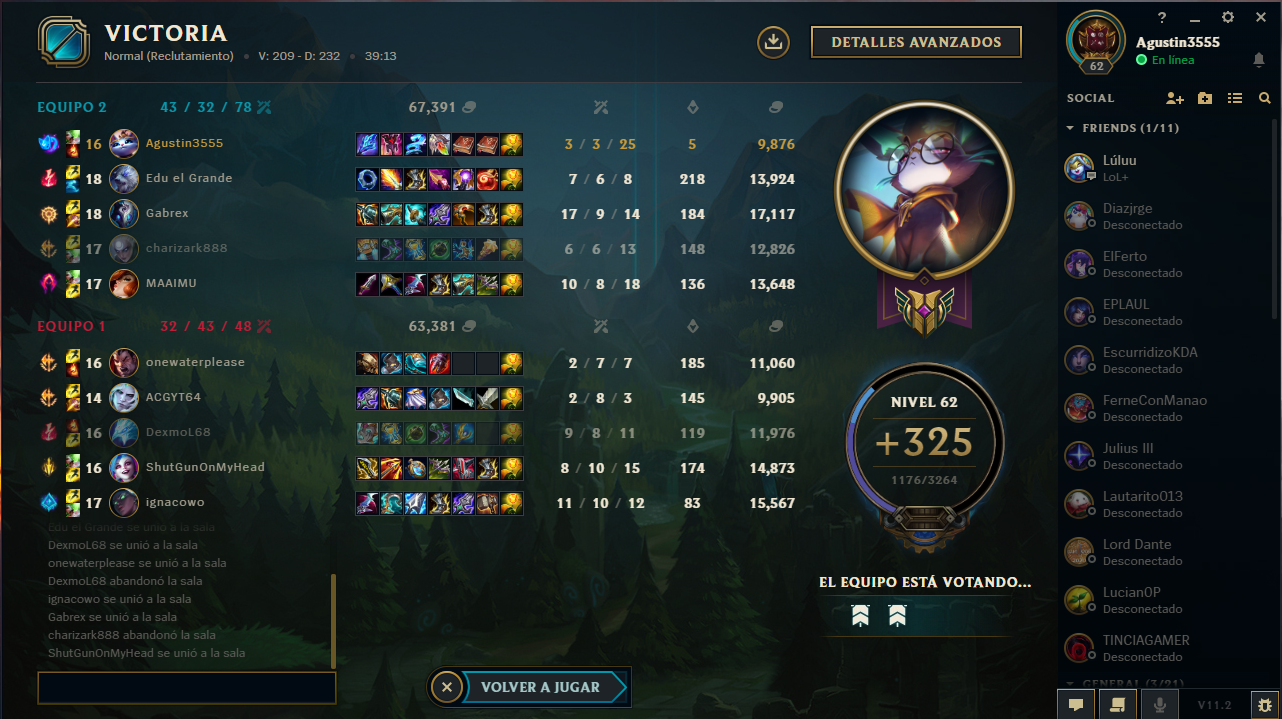 VICTORIA
Normal (Reclutamiento) • V: 209 - D: 232 • 39:13
DETALLES AVANZADOS
EQUIPO 2 43 / 32 / 78 67,391
16 Agustin3555 3 / 3 / 25 5 9,876
18 Edu el Grande 7 / 6 / 8 218 13,924
18 Gabrex 17 / 9 / 14 184 17,117
17 charizark888 6 / 6 / 13 148 12,826
17 MAAIMU 10 / 8 / 18 136 13,648
EQUIPO 1 32 / 43 / 48 63,381
16 onewaterplease 2 / 7 / 7 185 11,060
14 ACGYT64 2 / 8 / 3 145 9,905
16 DexmoL68 9 / 8 / 11 119 11,976
16 ShutGunOnMyHead 8 / 10 / 15 174 14,873
17 ignacowo 11 / 10 / 12 83 15,567
Edu el Grande se unió a la sala
DexmoL68 se unió a la sala
onewaterplease se unió a la sala
DexmoL68 abandonó la sala
ignacowo se unió a la sala
Gabrex se unió a la sala
charizark888 abandonó la sala
ShutGunOnMyHead se unió a la sala
VOLVER A JUGAR
NIVEL 62
+325
1176/3264
EL EQUIPO ESTÁ VOTANDO...
62
Agustin3555
En línea
SOCIAL
FRIENDS (1/11)
Lúluu
LoL+
Diazjrge
Desconectado
ElFerto
Desconectado
EPLAUL
Desconectado
EscurridizoKDA
Desconectado
FerneConManao
Desconectado
Julius III
Desconectado
Lautarito013
Desconectado
Lord Dante
Desconectado
LucianOP
Desconectado
TINCIAGAMER
Desconectado
GENERAL (3/21)
V11.2